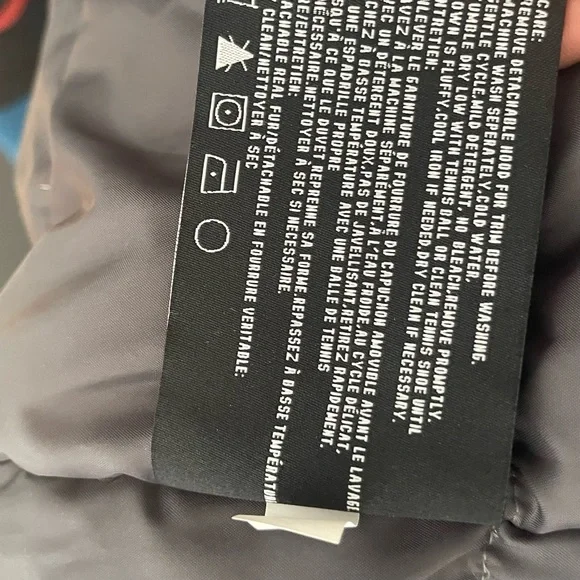 CARE:
REMOVE DETACHABLE HOOD FUR TRIM BEFORE WASHING.
MACHINE WASH SEPERATELY,COLD WATER,
GENTLE CYCLE,MILD DETERGENT, NO BLEACH,REMOVE PROMPTLY.
TUMBLE DRY LOW WITH TENNIS BALL OR CLEAN TENNIS SHOE UNTIL
DOWN IS FLUFFY,COOL IRON IF NEEDED,DRY CLEAN IF NECESSARY.
ENTRETIEN:
ENLEVER LE GARNITURE DE FOURRURE DU CAPUCHON AMOVIBLE AVANT LE LAVAGE
LAVEZ À LA MACHINE SÉPARÉMENT,À L'EAU FROIDE,AU CYCLE DÉLICAT,
AVEC UN DÉTERGENT DOUX,PAS DE JAVELLISANT,RETIREZ RAPIDEMENT,
SÉCHEZ À BASSE TEMPÉRATURE AVEC UNE BALLE DE TENNIS
UNE ESPADRILLE PROPRE
JUSQU'À CE QUE LE DUVET REPRENNE SA FORME,REPASSEZ À BASSE TEMPÉRATURE
NÉCESSAIRE,NETTOYER À SEC SI NÉCESSAIRE.
CARE/ENTRETIEN:
DETACHABLE REAL FUR/DÉTACHABLE EN FOURRURE VERITABLE:
CLEAN/NETTOYER À SEC